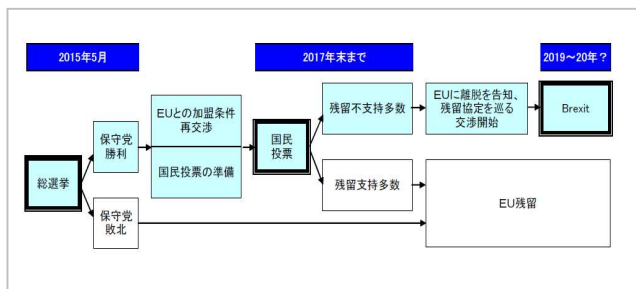 2015年5月
2017年末まで
2019～20年？
総選挙
保守党
勝利
保守党
敗北
EUとの加盟条件
再交渉
国民投票の準備
国民
投票
残留不支持多数
残留支持多数
EUに離脱を告知、
残留協定を巡る
交渉開始
Brexit
EU残留